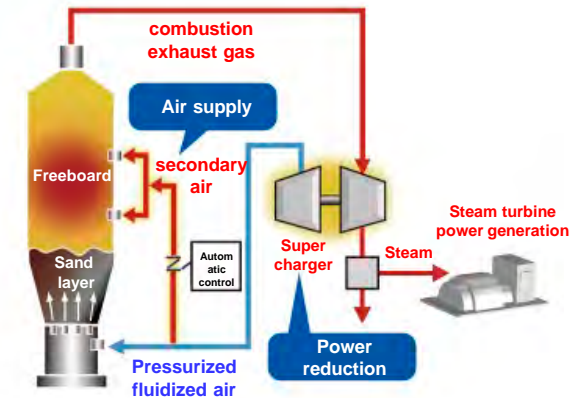 combustion
exhaust gas
Air supply
Freeboard
secondary
air
Steam turbine
power generation
Super
charger
Steam
Sand
layer
Autom
atic
control
Pressurized
fluidized air
Power
reduction